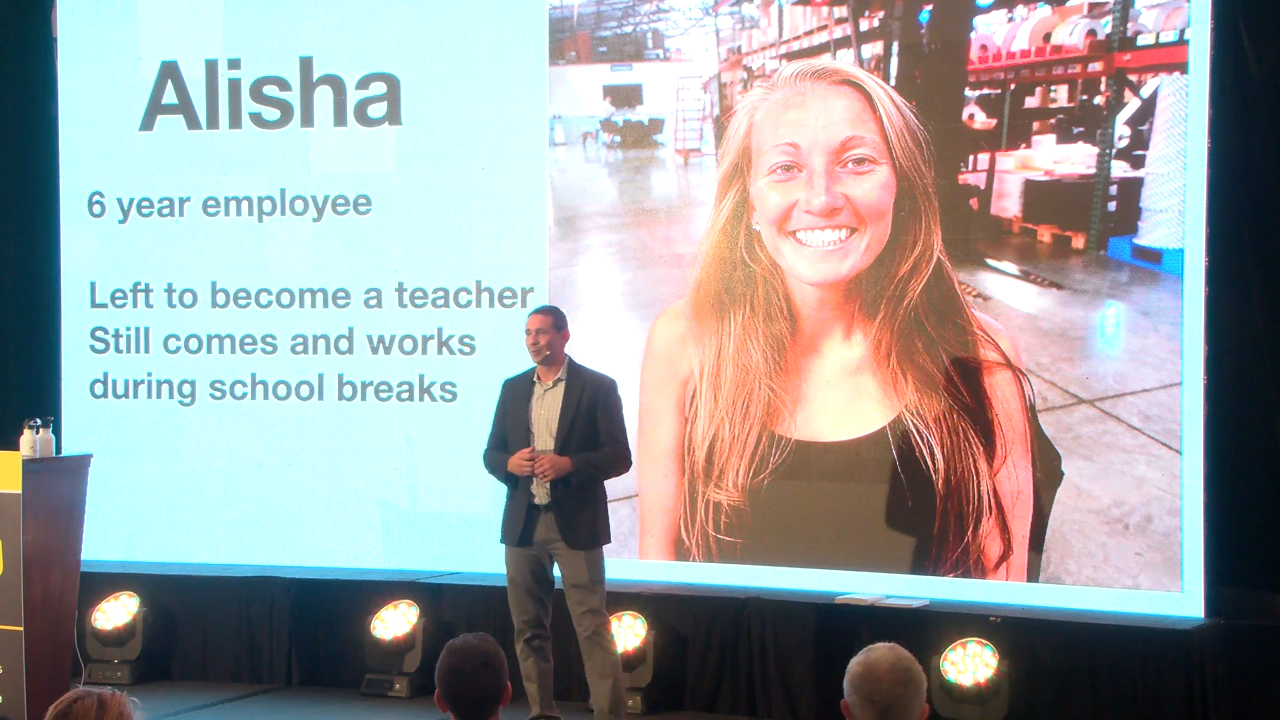 Alisha
6 year employee
Left to become a teacher
Still comes and works
during school breaks